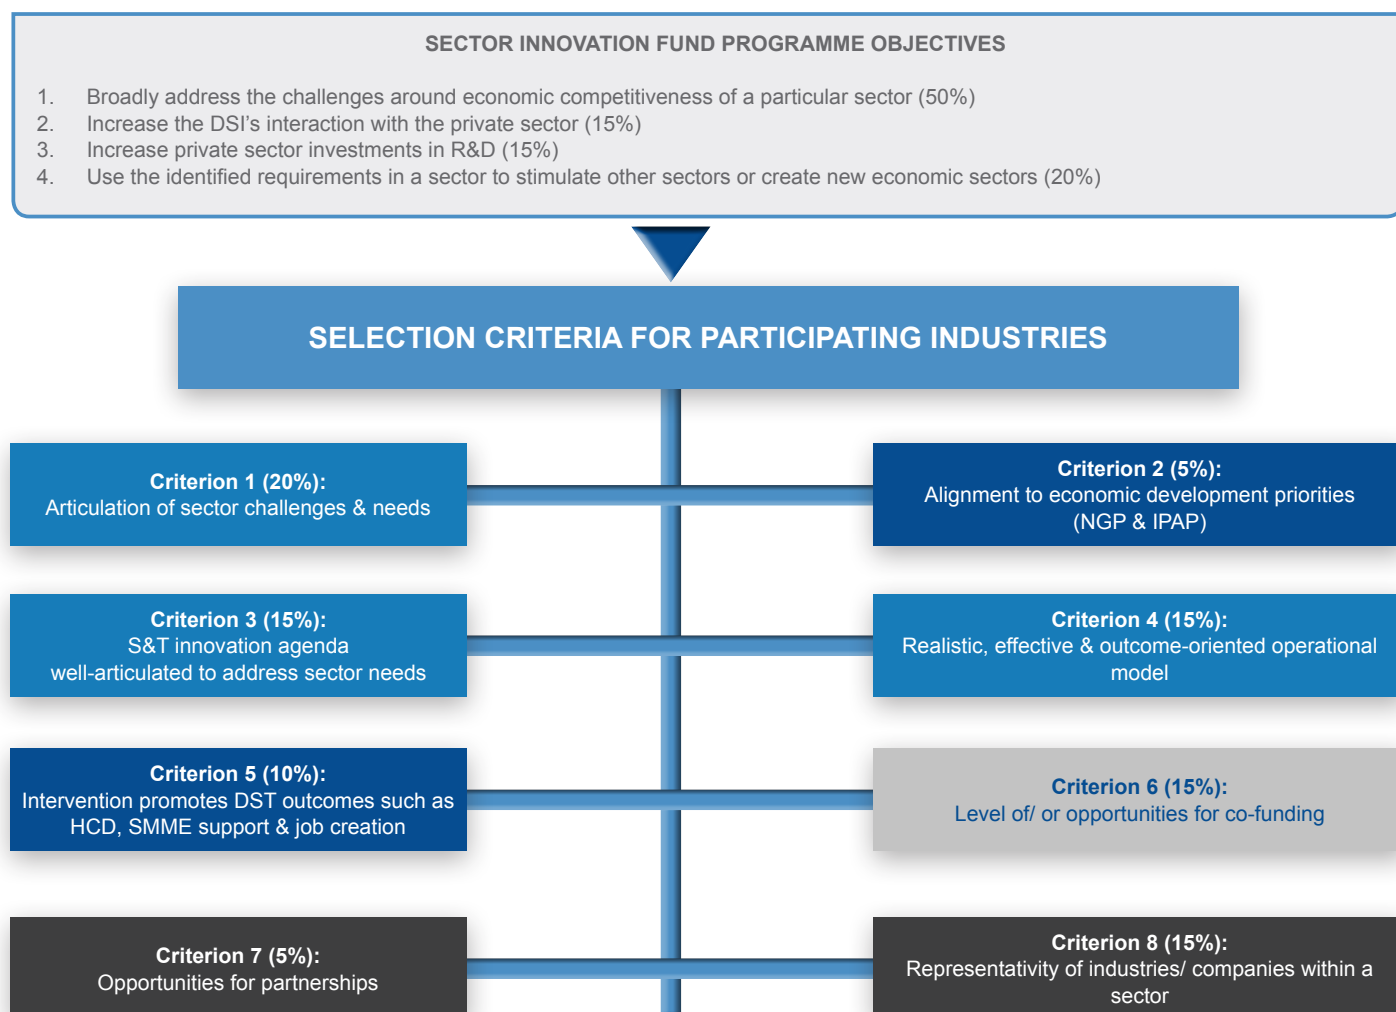 SECTOR INNOVATION FUND PROGRAMME OBJECTIVES
1. Broadly address the challenges around economic competitiveness of a particular sector (50%)
2. Increase the DSI's interaction with the private sector (15%)
3. Increase private sector investments in R&D (15%)
4. Use the identified requirements in a sector to stimulate other sectors or create new economic sectors (20%)
SELECTION CRITERIA FOR PARTICIPATING INDUSTRIES
Criterion 1 (20%):
Articulation of sector challenges & needs
Criterion 2 (5%):
Alignment to economic development priorities
(NGP & IPAP)
Criterion 3 (15%):
S&T innovation agenda
well-articulated to address sector needs
Criterion 4 (15%):
Realistic, effective & outcome-oriented operational
model
Criterion 5 (10%):
Intervention promotes DST outcomes such as
HCD, SMME support & job creation
Criterion 6 (15%):
Level of/ or opportunities for co-funding
Criterion 7 (5%):
Opportunities for partnerships
Criterion 8 (15%):
Representativity of industries/ companies within a
sector